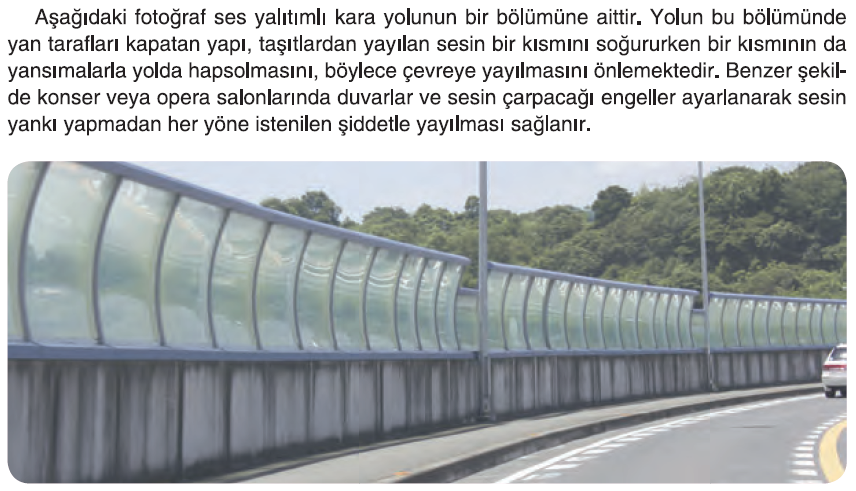 Aşağıdaki fotoğraf ses yalıtımlı kara yolunun bir bölümüne aittir. Yolun bu bölümünde
yan tarafları kapatan yapı, taşıtlardan yayılan sesin bir kısmını soğururken bir kısmının da
yansımalarla yolda hapsolmasını, böylece çevreye yayılmasını önlemektedir. Benzer şekil-
de konser veya opera salonlarında duvarlar ve sesin çarpacağı engeller ayarlanarak sesin
yankı yapmadan her yöne istenilen şiddetle yayılması sağlanır.